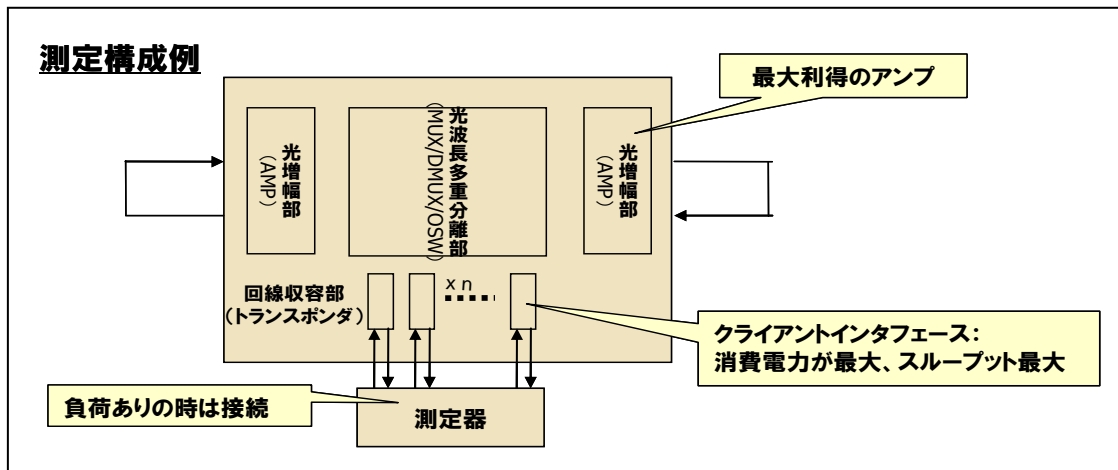 測定構成例
最大利得のアンプ
光増幅部
(AMP)
光波長多重分離部
(MUX/DMUX/OSW)
光増幅部
(AMP)
回線収容部
(トランスポンダ)
x n
クライアントインタフェース:
消費電力が最大、スループット最大
負荷ありの時は接続
測定器